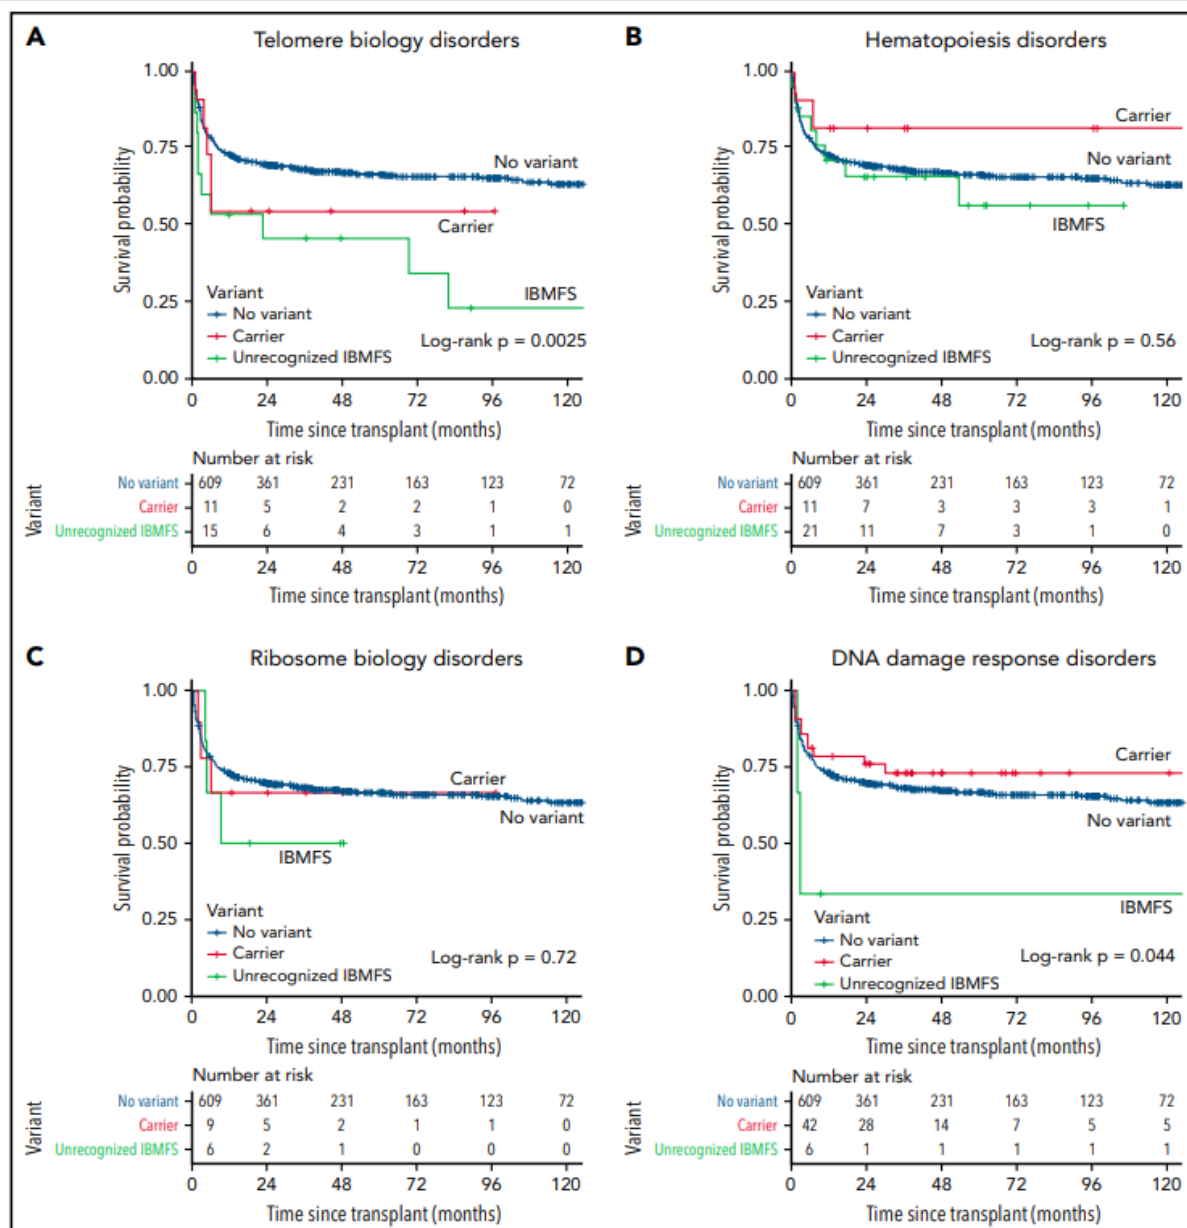 A Telomere biology disorders
1.00
0.75
0.50
0.25
0.00
Survival probability
No variant
Carrier
IBMFS
Variant
No variant
Carrier
Unrecognized IBMFS
Log-rank p = 0.0025
0 24 48 72 96 120
Time since transplant (months)
Number at risk
Variant
No variant 609 361 231 163 123 72
Carrier 11 5 2 2 1 0
Unrecognized IBMFS 15 6 4 3 1 1
0 24 48 72 96 120
Time since transplant (months)
B Hematopoiesis disorders
1.00
0.75
0.50
0.25
0.00
Survival probability
Carrier
No variant
IBMFS
Variant
No variant
Carrier
Unrecognized IBMFS
Log-rank p = 0.56
0 24 48 72 96 120
Time since transplant (months)
Number at risk
Variant
No variant 609 361 231 163 123 72
Carrier 11 7 3 3 3 1
Unrecognized IBMFS 21 11 7 3 1 0
0 24 48 72 96 120
Time since transplant (months)
C Ribosome biology disorders
1.00
0.75
0.50
0.25
0.00
Survival probability
Carrier
No variant
IBMFS
Variant
No variant
Carrier
Unrecognized IBMFS
Log-rank p = 0.72
0 24 48 72 96 120
Time since transplant (months)
Number at risk
Variant
No variant 609 361 231 163 123 72
Carrier 9 5 2 1 1 0
Unrecognized IBMFS 6 2 1 0 0 0
0 24 48 72 96 120
Time since transplant (months)
D DNA damage response disorders
1.00
0.75
0.50
0.25
0.00
Survival probability
Carrier
No variant
IBMFS
Variant
No variant
Carrier
Unrecognized IBMFS
Log-rank p = 0.044
0 24 48 72 96 120
Time since transplant (months)
Number at risk
Variant
No variant 609 361 231 163 123 72
Carrier 42 28 14 7 5 5
Unrecognized IBMFS 6 1 1 1 1 1
0 24 48 72 96 120
Time since transplant (months)